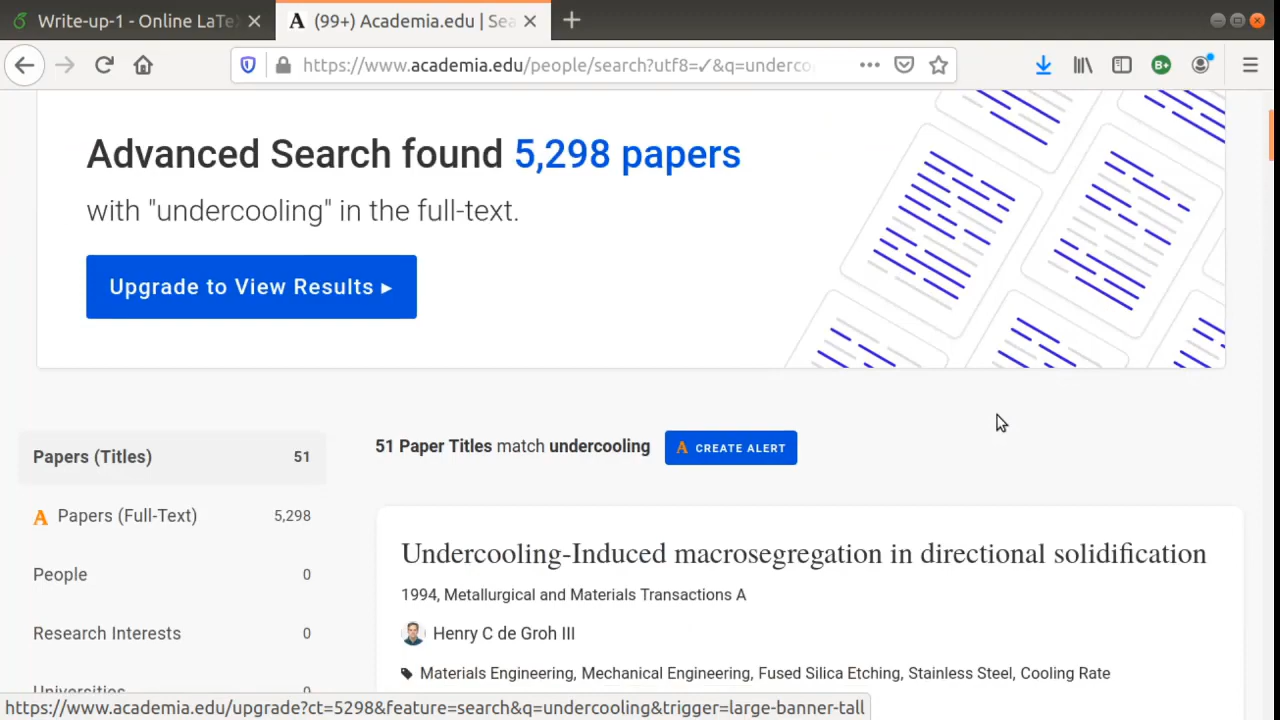 Write-up-1 - Online LaTe
(99+) Academia.edu | Sea
https://www.academia.edu/people/search?utf8=✓&q=underco
Advanced Search found 5,298 papers
with "undercooling" in the full-text.
Upgrade to View Results ▸
51 Paper Titles match undercooling
A CREATE ALERT
Papers (Titles) 51
A Papers (Full-Text) 5,298
People 0
Research Interests 0
Universities 0
Undercooling-Induced macrosegregation in directional solidification
1994, Metallurgical and Materials Transactions A
Henry C de Groh III
Materials Engineering, Mechanical Engineering, Fused Silica Etching, Stainless Steel, Cooling Rate
https://www.academia.edu/upgrade?ct=5298&feature=search&q=undercooling&trigger=large-banner-tall